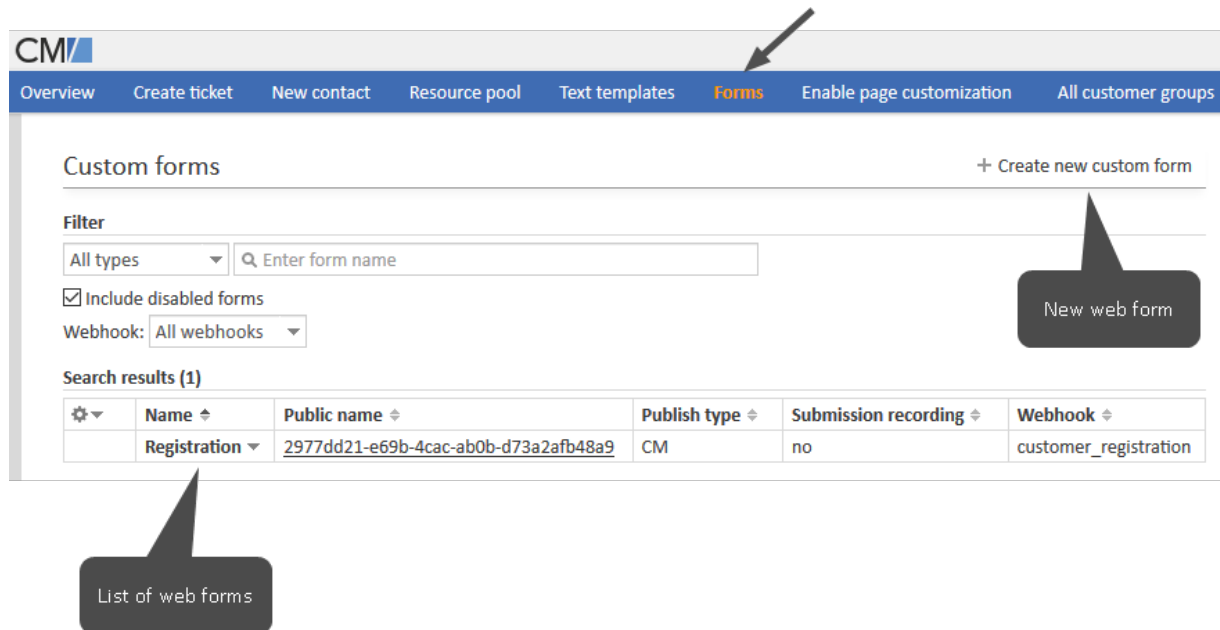 CM/
Overview Create ticket New contact Resource pool Text templates Forms Enable page customization All customer groups
Custom forms + Create new custom form
Filter
All types Enter form name
Include disabled forms
Webhook: All webhooks
New web form
Search results (1)
Name Public name Publish type Submission recording Webhook
Registration 2977dd21-e69b-4cac-ab0b-d73a2afb48a9 CM no customer_registration
List of web forms